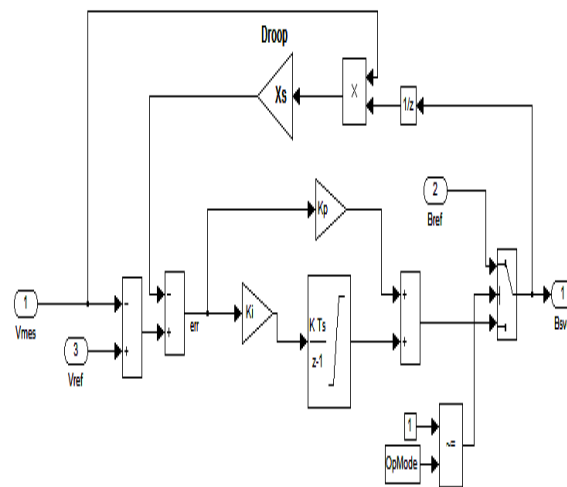 Droop
Xs
X
1/z
Kp
2
Bref
1
Vmes
-
+
3
Vref
-
+
err
Ki
K Ts
z-1
+
+
1
Bsv
1
OpMode
~=